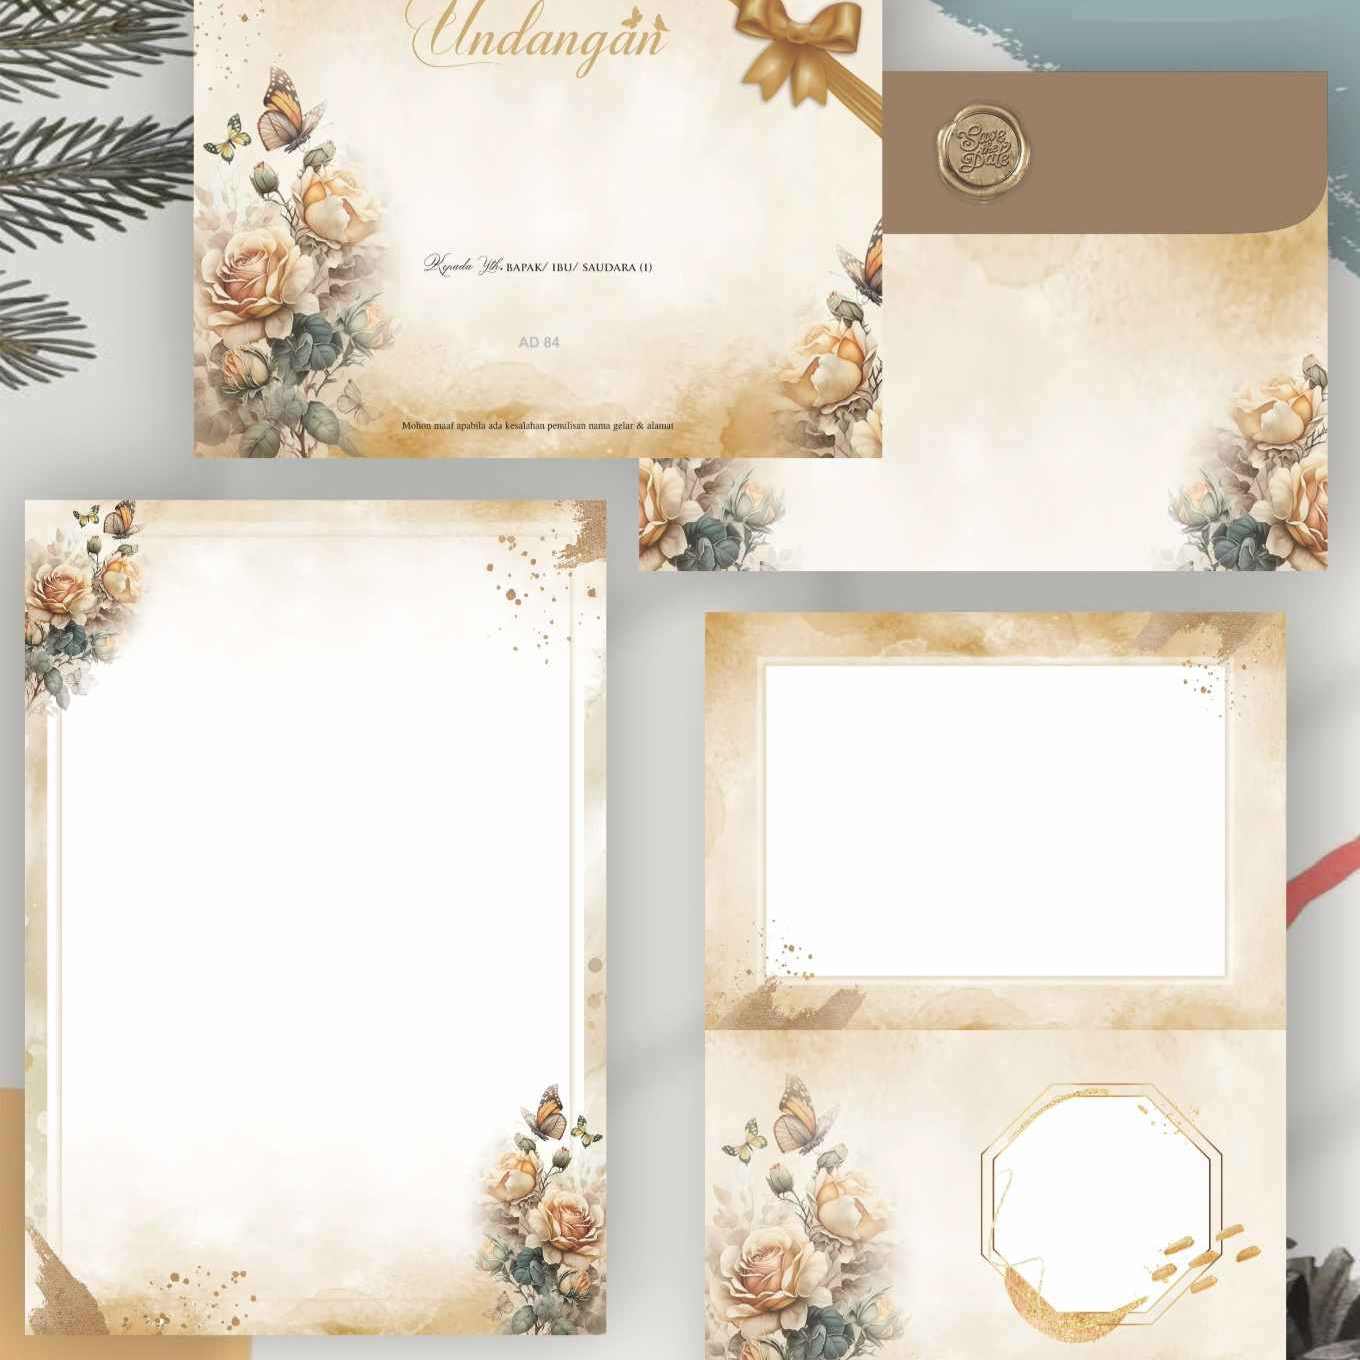 Undangan
Save
the
Date
Kepada Yth. BAPAK/ IBU/ SAUDARA (I)
AD 84
Mohon maaf apabila ada kesalahan penulisan nama gelar & alamat